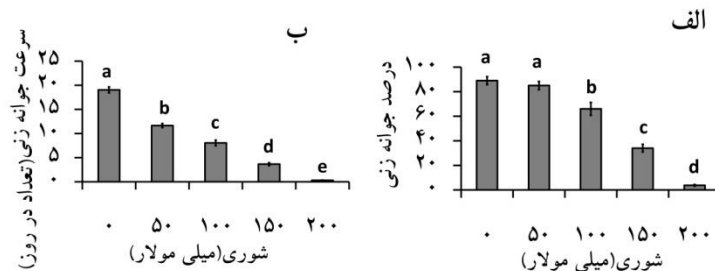 الف
درصد جوانه زنی
۱۰۰
۸۰
۶۰
۴۰
۲۰
۰
a
a
b
c
d
۰ ۵۰ ۱۰۰ ۱۵۰ ۲۰۰
شوری(میلی مولار)
ب
سرعت جوانه زنی(تعداد در روز)
۲۵
۲۰
۱۵
۱۰
۵
۰
a
b
c
d
e
۰ ۵۰ ۱۰۰ ۱۵۰ ۲۰۰
شوری(میلی مولار)